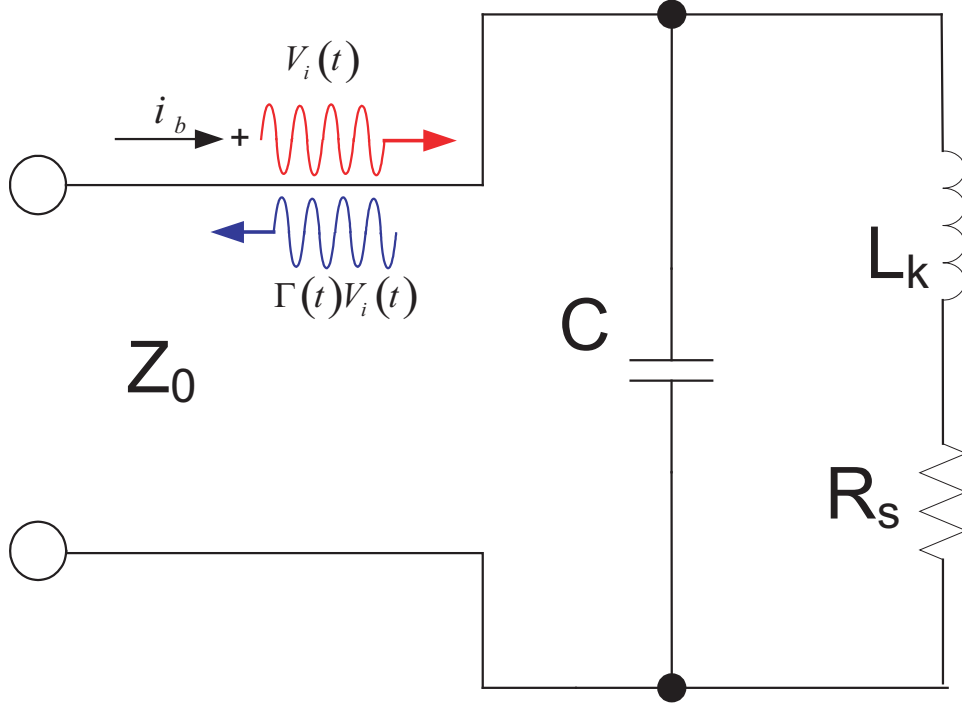 V_i(t)
i_b +
Γ(t)V_i(t)
Z_0
C
L_k
R_s